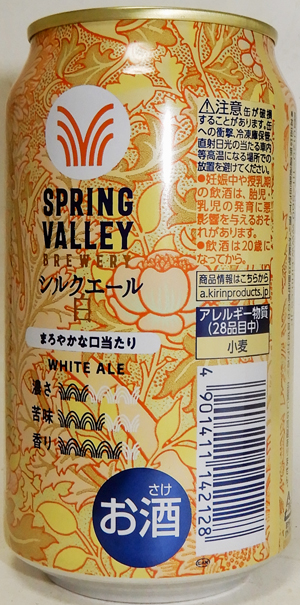 SPRING
VALLEY
BREWERY
シルクエール
白
まろやかな口当たり
WHITE ALE
濃さ
苦味
香り
さけ
お酒
⚠注意 缶が破損
することがあります。缶
への衝撃、冷凍庫保管、
直射日光の当たる車内
等高温になる場所での
放置を避けてください。
●妊娠中や授乳期
の飲酒は、胎児・
乳児の発育に悪
影響を与えるおそ
れがあります。
●飲酒は20歳に
なってから。
商品情報はこちらから
a.kirinproducts.jp
アレルギー物質
(28品目中)
小麦
4901411142128